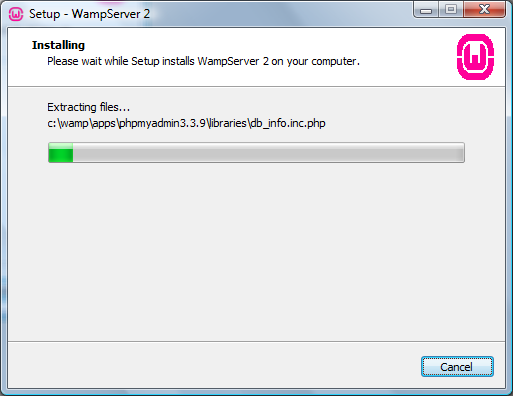 Setup - WampServer 2
Installing
Please wait while Setup installs WampServer 2 on your computer.
Extracting files...
c:\wamp\apps\phpmyadmin3.3.9\libraries\db_info.inc.php
Cancel